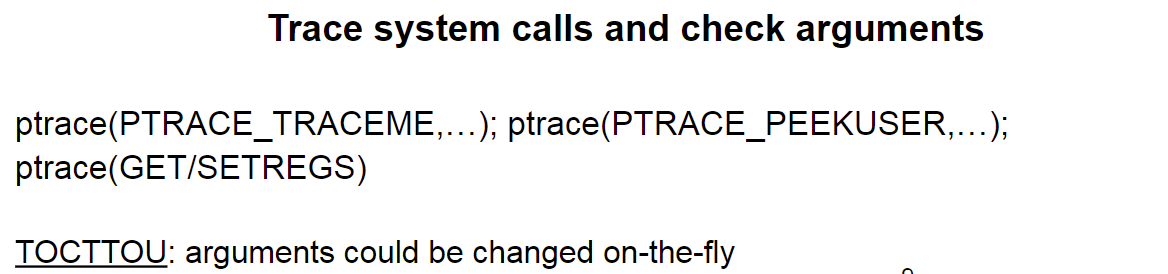 Trace system calls and check arguments
ptrace(PTRACE_TRACEME,...); ptrace(PTRACE_PEEKUSER,...);
ptrace(GET/SETREGS)
TOCTTOU: arguments could be changed on-the-fly